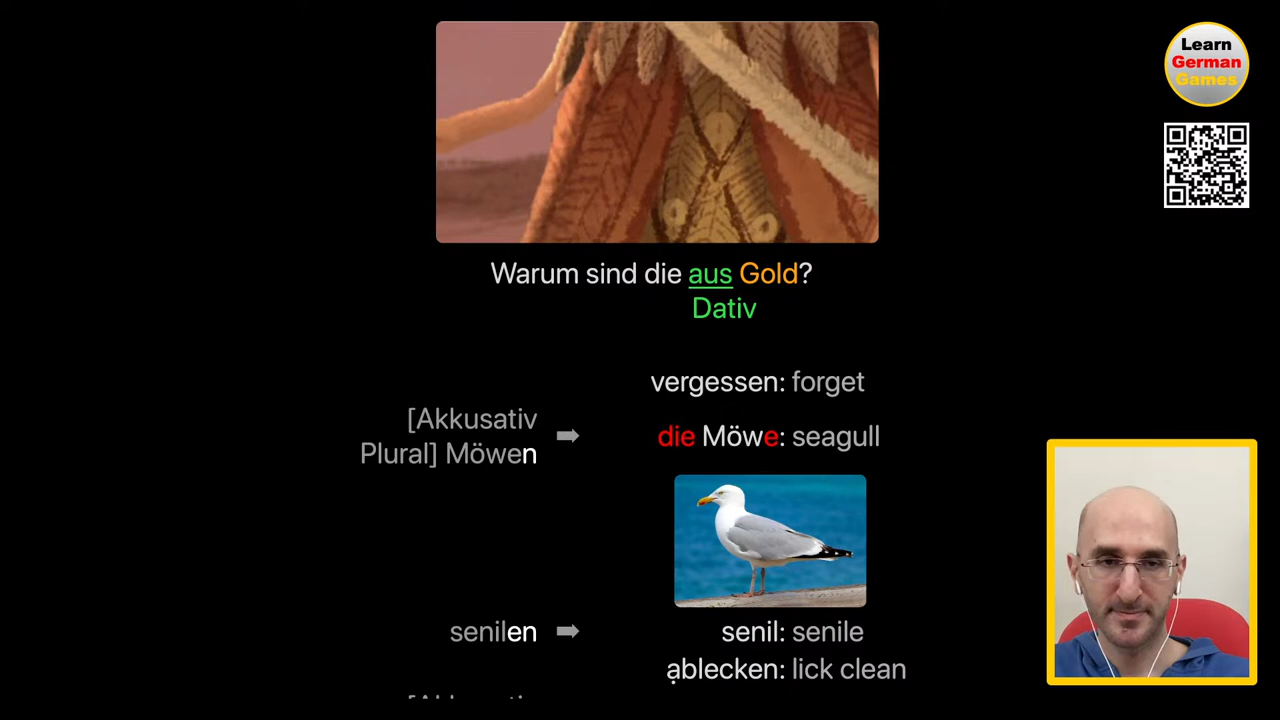 Learn
German
Games
Warum sind die aus Gold?
Dativ
vergessen: forget
[Akkusativ
Plural] Möwen ➡ die Möwe: seagull
senilen ➡ senil: senile
ạblecken: lick clean